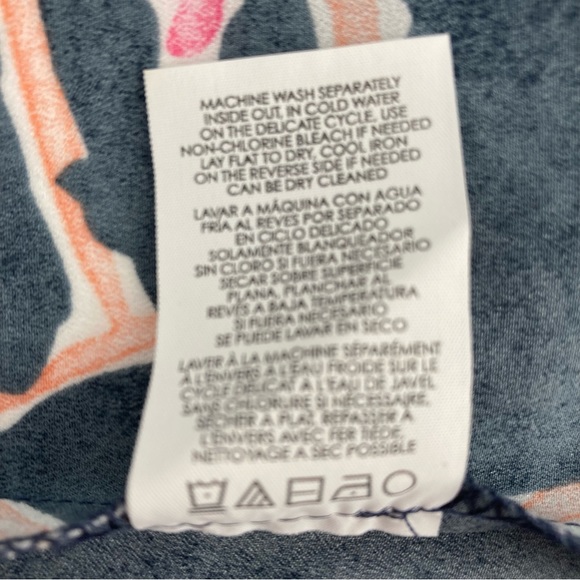 MACHINE WASH SEPARATELY
INSIDE OUT, IN COLD WATER
ON THE DELICATE CYCLE, USE
NON-CHLORINE BLEACH IF NEEDED
LAY FLAT TO DRY, COOL IRON
ON THE REVERSE SIDE IF NEEDED
CAN BE DRY CLEANED
LAVAR A MÁQUINA CON AGUA
FRÍA AL REVES POR SEPARADO
EN CICLO DELICADO
SOLAMENTE BLANQUEADOR
SIN CLORO SI FUERA NECESARIO
SECAR SOBRE SUPERFICIE
PLANA, PLANCHAR AL
REVÉS A BAJA TEMPERATURA
SI FUERA NECESARIO
SE PUEDE LAVAR EN SECO
LAVER À LA MACHINE SÉPARÉMENT
À L'ENVERS À L'EAU FROIDE SUR LE
CYCLE DÉLICAT À L'EAU DE JAVEL
SANS CHLORURE SI NÉCESSAIRE,
SÉCHER À PLAT, REPASSER À
L'ENVERS AVEC FER TIÈDE
NETTOYAGE A SEC POSSIBLE